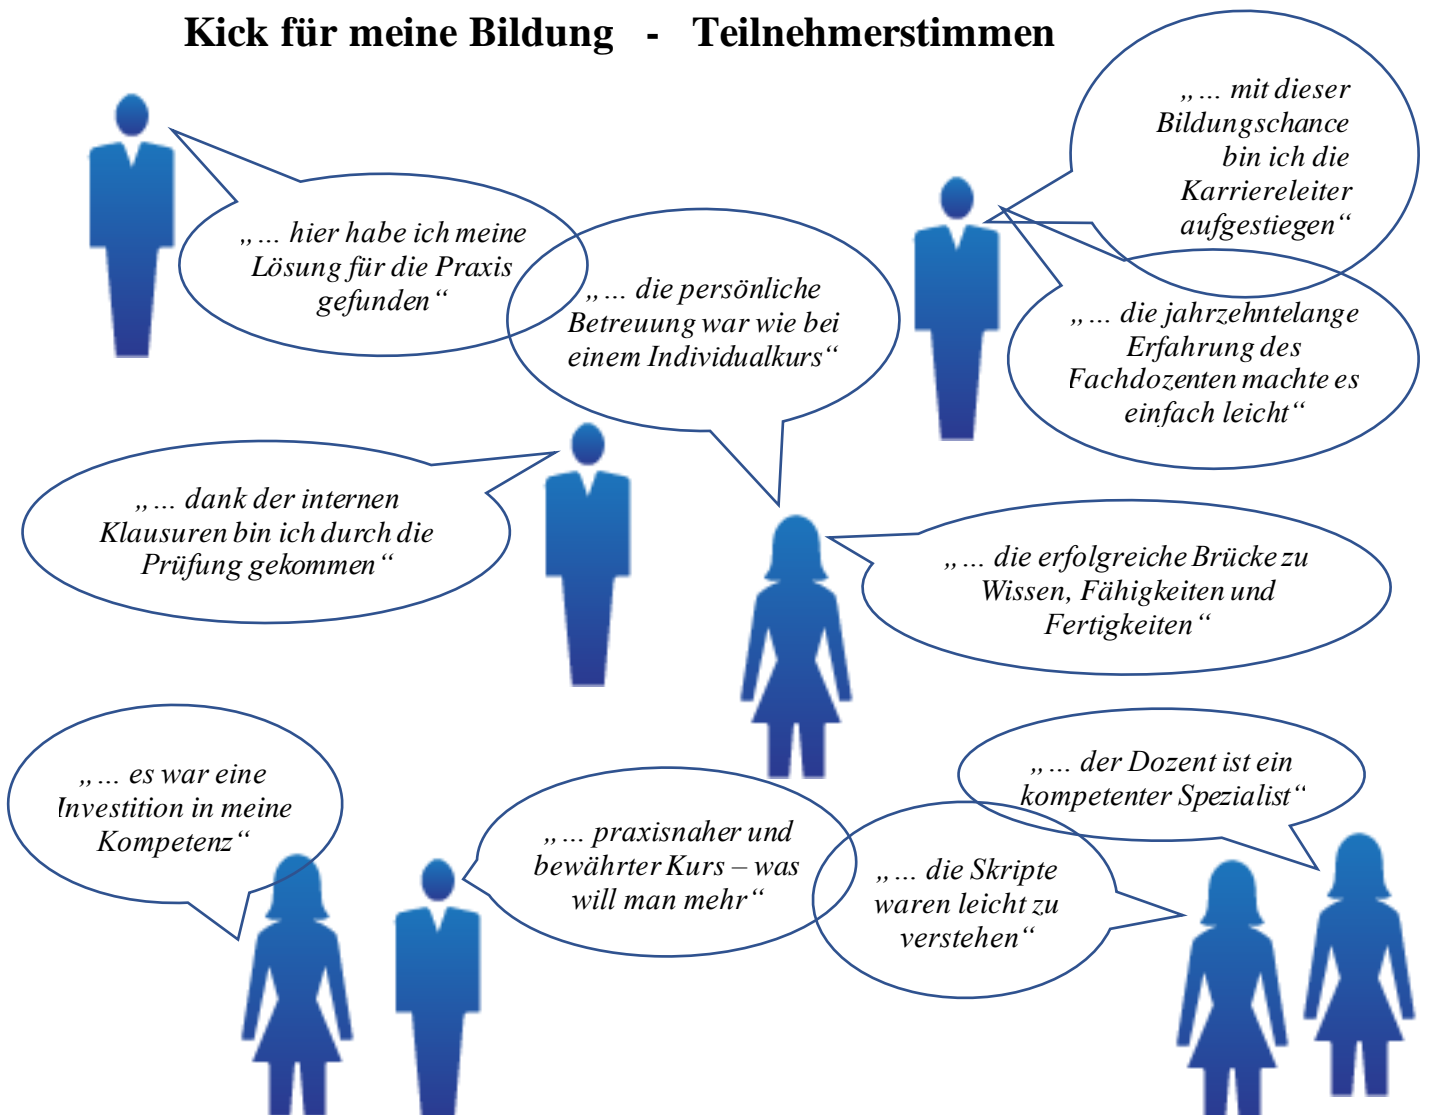 Kick für meine Bildung - Teilnehmerstimmen
„… mit dieser
Bildungschance
bin ich die
Karriereleiter
aufgestiegen“
„… hier habe ich meine
Lösung für die Praxis
gefunden“
„… die persönliche
Betreuung war wie bei
einem Individualkurs“
„… die jahrzehntelange
Erfahrung des
Fachdozenten machte es
einfach leicht“
„… dank der internen
Klausuren bin ich durch die
Prüfung gekommen“
„… die erfolgreiche Brücke zu
Wissen, Fähigkeiten und
Fertigkeiten“
„… es war eine
Investition in meine
Kompetenz“
„… praxisnaher und
bewährter Kurs – was
will man mehr“
„… der Dozent ist ein
kompetenter Spezialist“
„… die Skripte
waren leicht zu
verstehen“